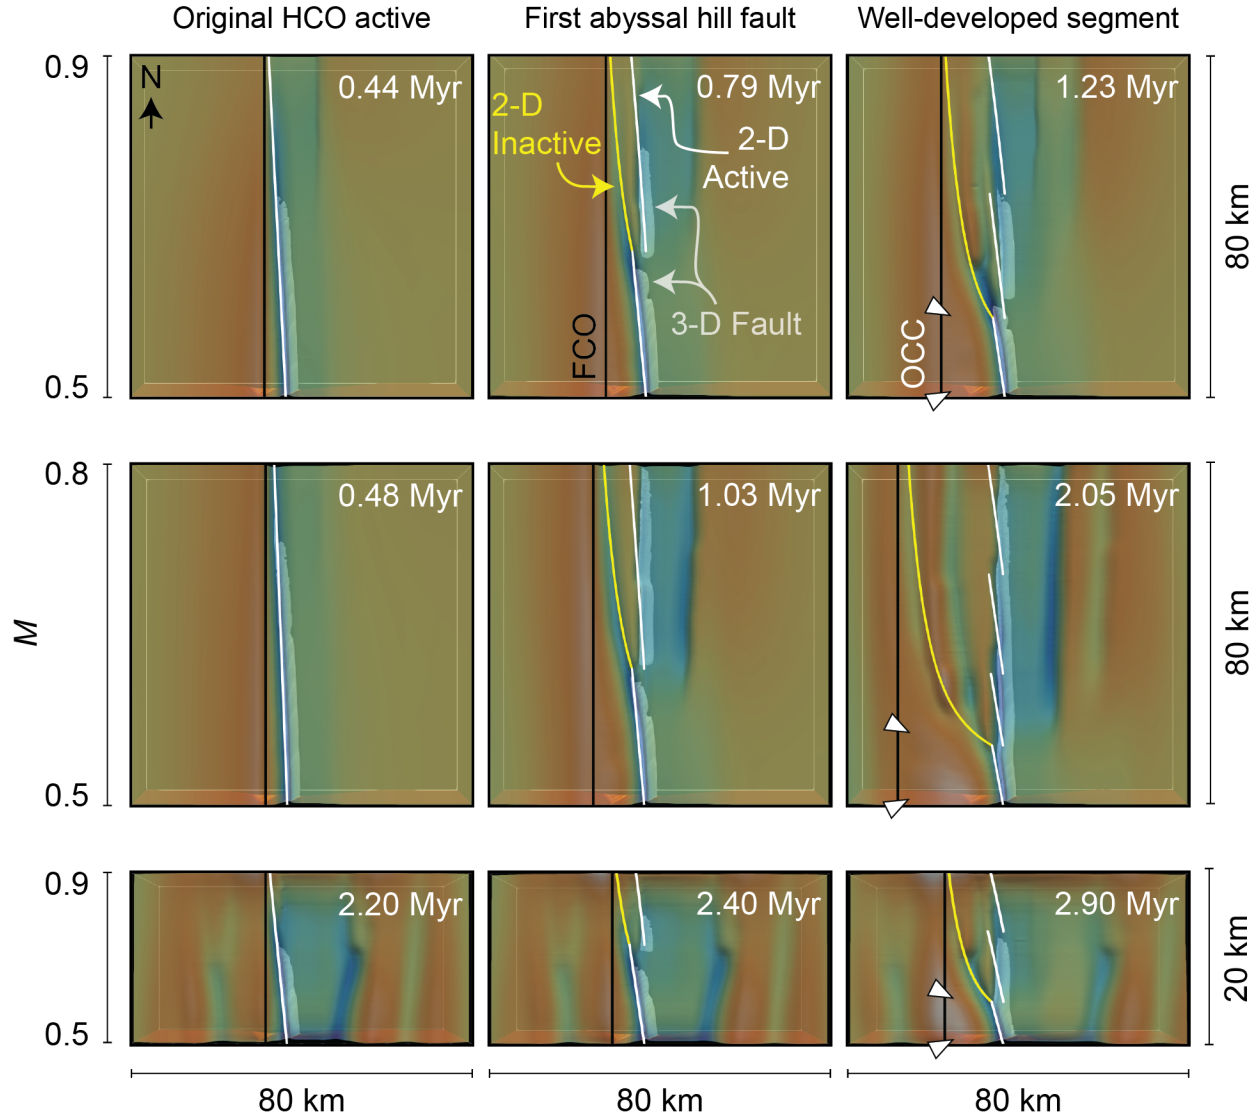 Original HCO active
First abyssal hill fault
Well-developed segment
0.9
N
0.44 Myr
0.79 Myr
1.23 Myr
2-D
Inactive
2-D
Active
3-D Fault
FCO
OCC
0.5
80 km
0.8
0.48 Myr
1.03 Myr
2.05 Myr
M
0.5
80 km
0.9
2.20 Myr
2.40 Myr
2.90 Myr
0.5
20 km
80 km
80 km
80 km